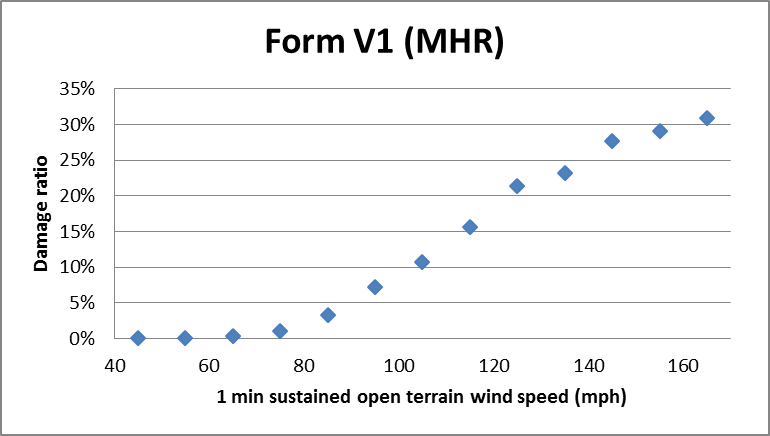 Form V1 (MHR)
35%
30%
25%
20%
15%
10%
5%
0%
Damage ratio
40 60 80 100 120 140 160
1 min sustained open terrain wind speed (mph)